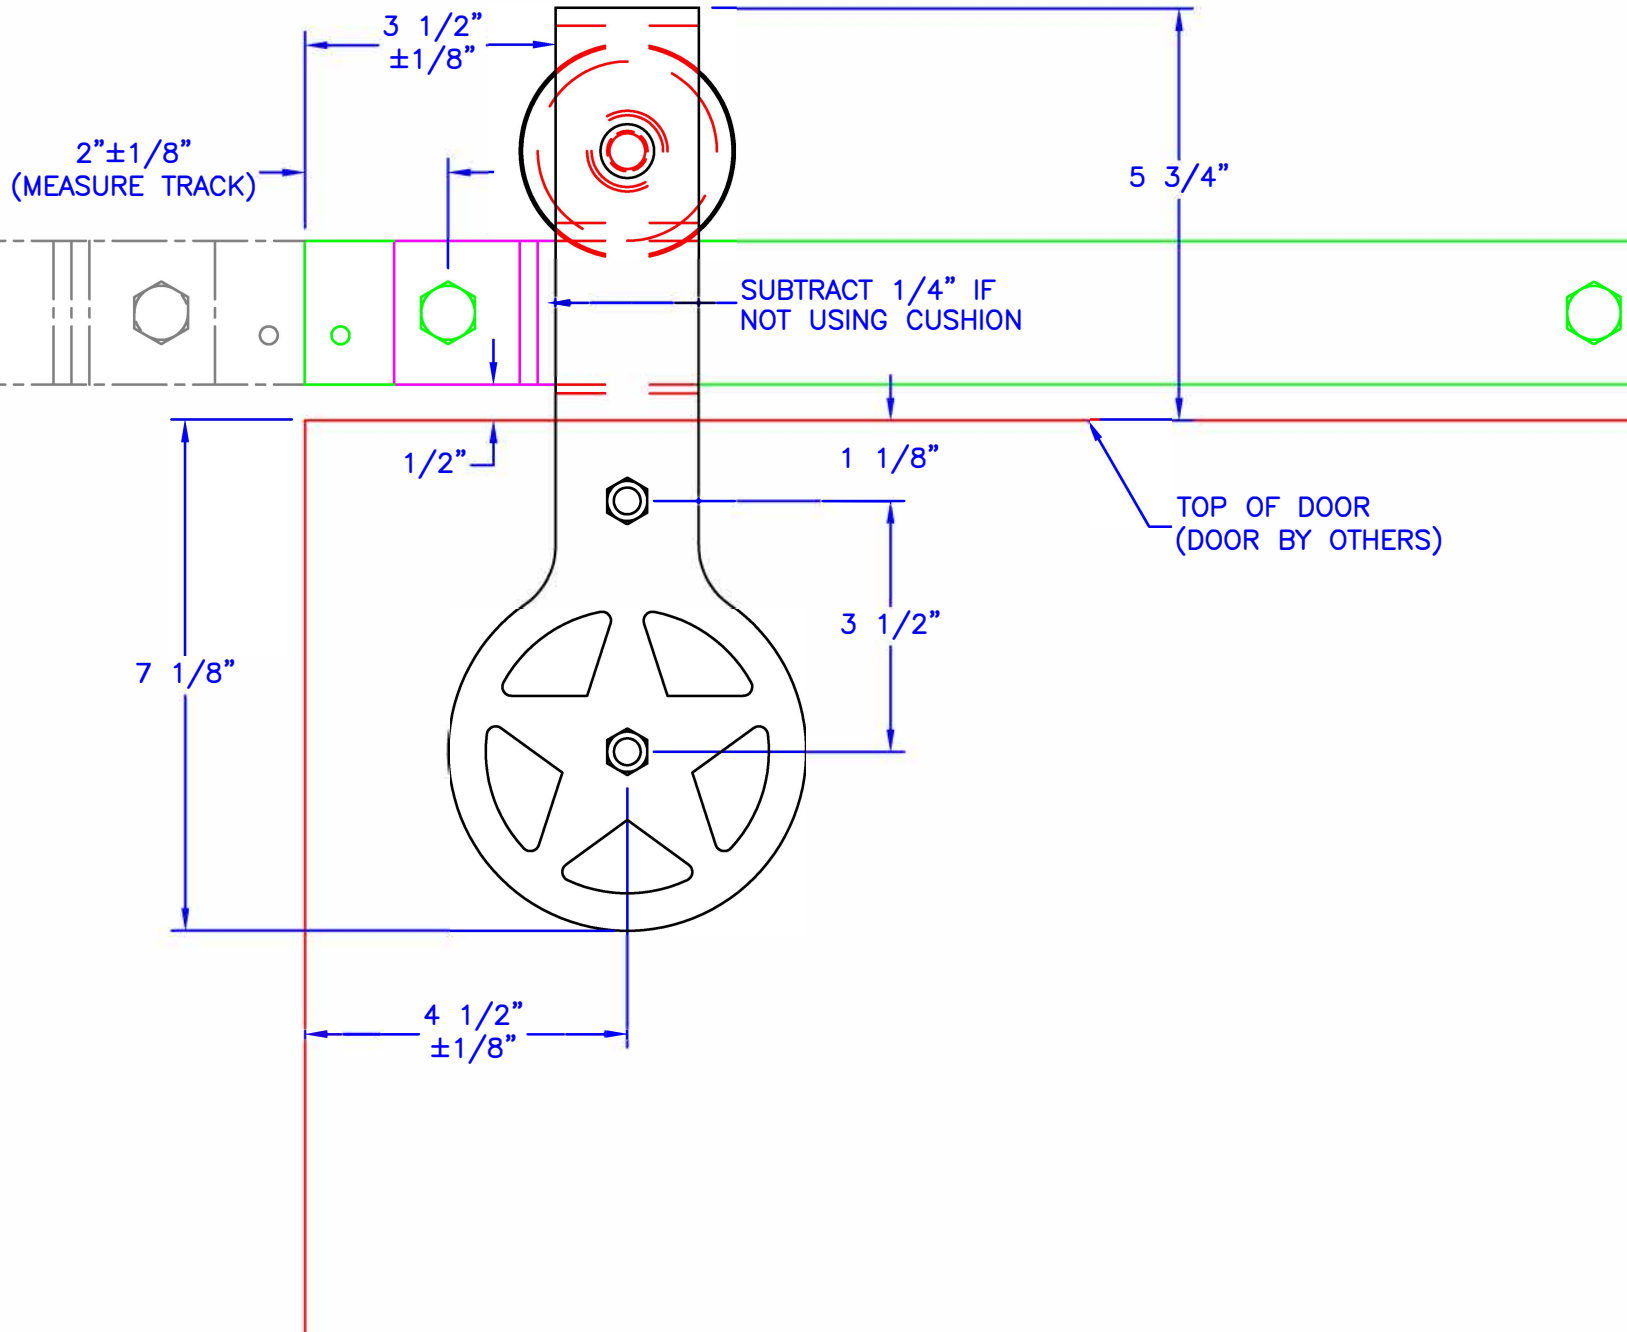 3 1/2”
±1/8”
2”±1/8”
(MEASURE TRACK)
5 3/4”
SUBTRACT 1/4” IF
NOT USING CUSHION
1/2”
1 1/8”
TOP OF DOOR
(DOOR BY OTHERS)
3 1/2”
7 1/8”
4 1/2”
±1/8”